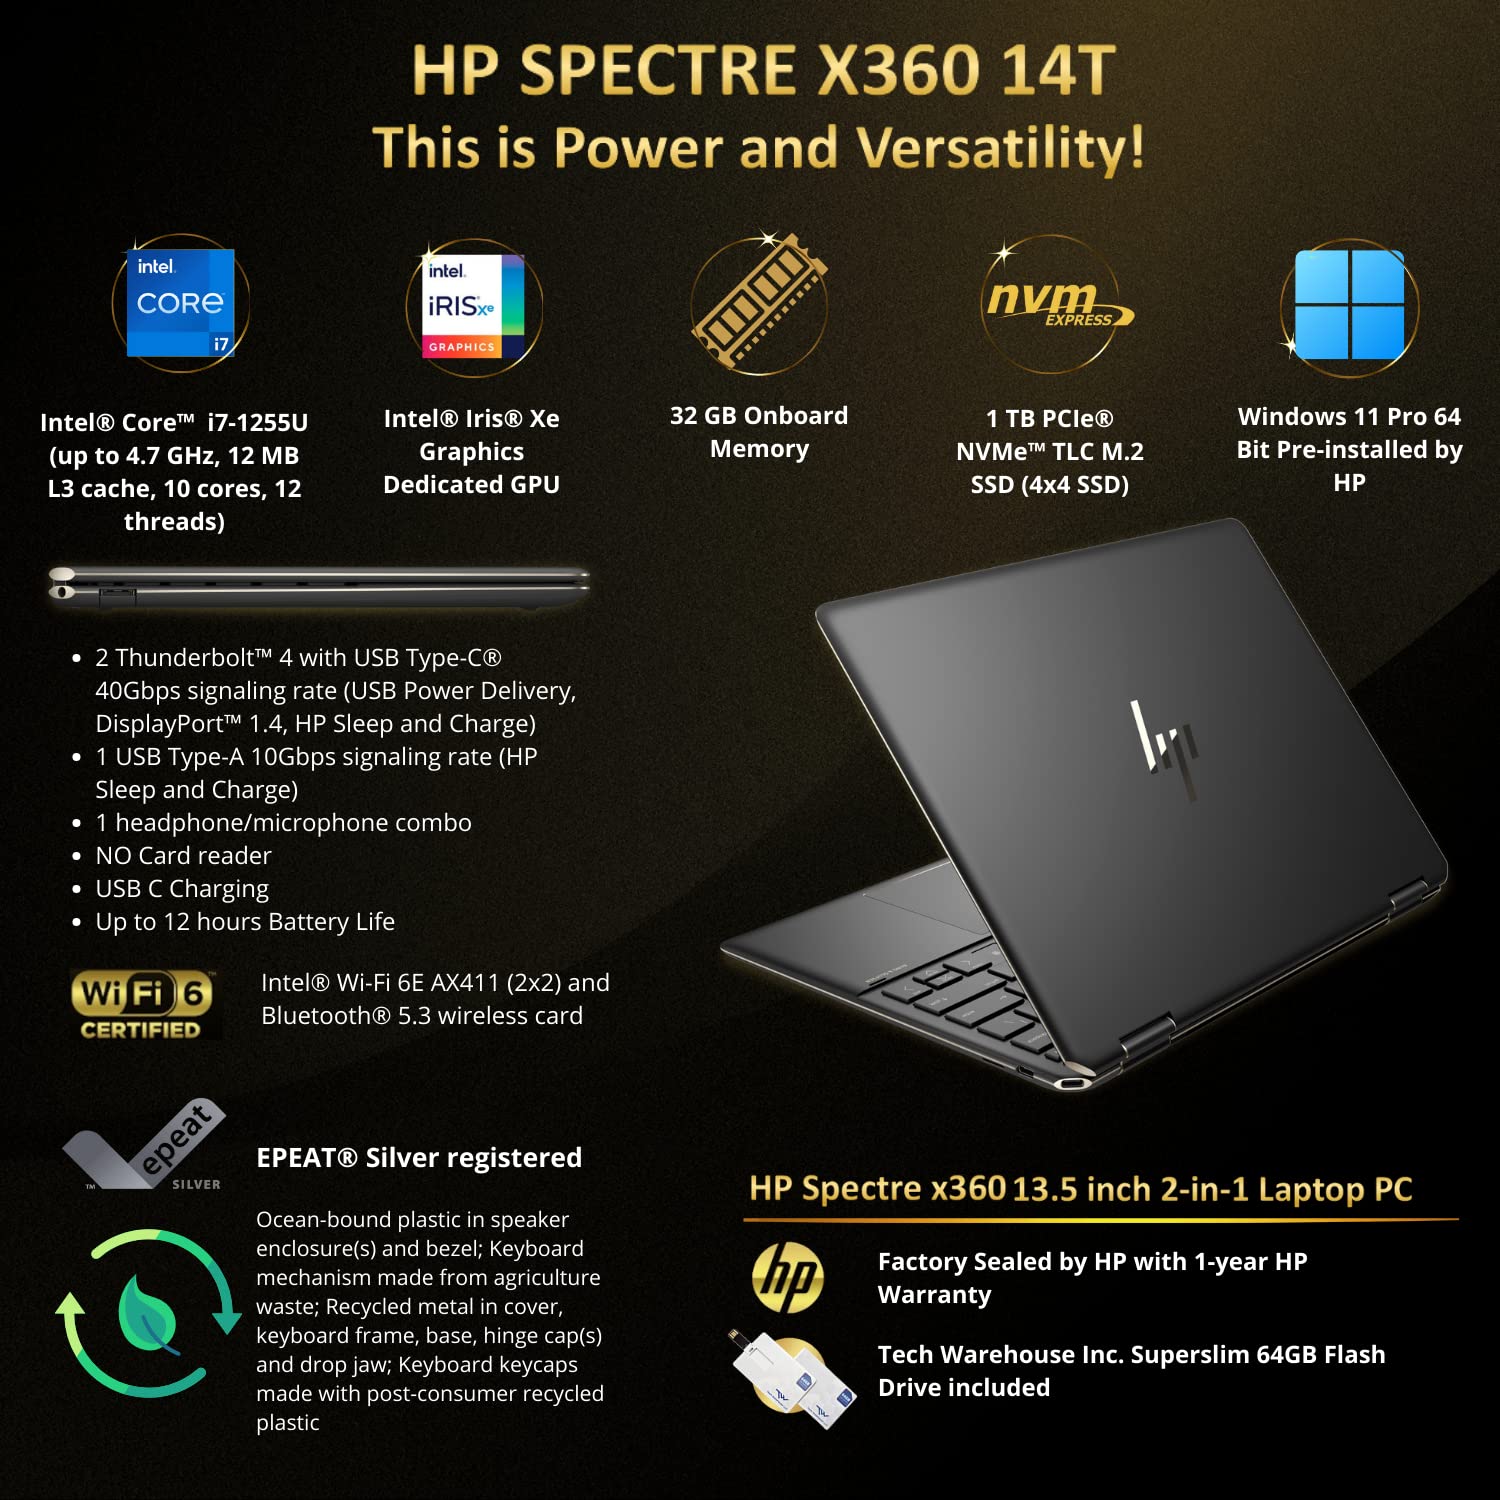 HP SPECTRE X360 14T
This is Power and Versatility!
intel.
CORE
i7
intel.
iRISxe
GRAPHICS
nvm
EXPRESS
Intel® Core™ i7-1255U
(up to 4.7 GHz, 12 MB
L3 cache, 10 cores, 12
threads)
Intel® Iris® Xe
Graphics
Dedicated GPU
32 GB Onboard
Memory
1 TB PCIe®
NVMe™ TLC M.2
SSD (4x4 SSD)
Windows 11 Pro 64
Bit Pre-installed by
HP
• 2 Thunderbolt™ 4 with USB Type-C®
40Gbps signaling rate (USB Power Delivery,
DisplayPort™ 1.4, HP Sleep and Charge)
• 1 USB Type-A 10Gbps signaling rate (HP
Sleep and Charge)
• 1 headphone/microphone combo
• NO Card reader
• USB C Charging
• Up to 12 hours Battery Life
hp
Wi Fi 6™
CERTIFIED
Intel® Wi-Fi 6E AX411 (2x2) and
Bluetooth® 5.3 wireless card
epeat
™ SILVER
EPEAT® Silver registered
Ocean-bound plastic in speaker
enclosure(s) and bezel; Keyboard
mechanism made from agriculture
waste; Recycled metal in cover,
keyboard frame, base, hinge cap(s)
and drop jaw; Keyboard keycaps
made with post-consumer recycled
plastic
HP Spectre x360 13.5 inch 2-in-1 Laptop PC
hp
Factory Sealed by HP with 1-year HP
Warranty
Tech Warehouse Inc. Superslim 64GB Flash
Drive included